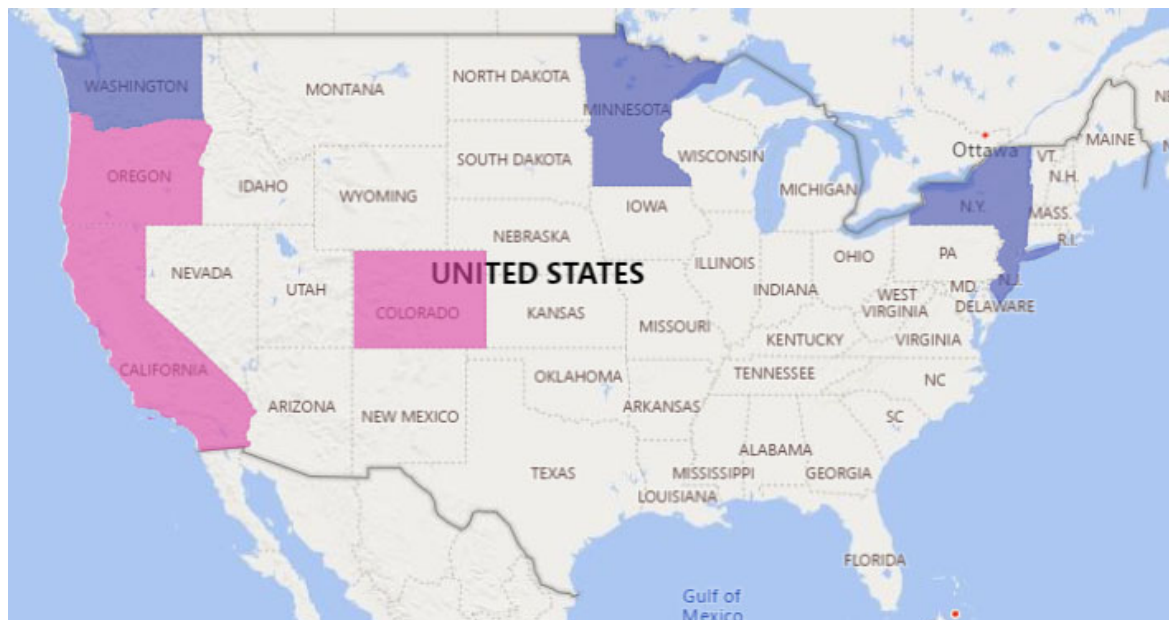 WASHINGTON
MONTANA
NORTH DAKOTA
MINNESOTA
Ottawa
MAINE
OREGON
IDAHO
SOUTH DAKOTA
WISCONSIN
MICHIGAN
VT.
N.H.
WYOMING
IOWA
N.Y.
MASS.
R.I.
NEBRASKA
NEVADA
UTAH
UNITED STATES
ILLINOIS
INDIANA
OHIO
PA
N.J.
MD.
DELAWARE
COLORADO
KANSAS
MISSOURI
WEST
VIRGINIA
KENTUCKY
VIRGINIA
CALIFORNIA
ARIZONA
NEW MEXICO
OKLAHOMA
ARKANSAS
TENNESSEE
NC
SC
TEXAS
LOUISIANA
MISSISSIPPI
ALABAMA
GEORGIA
FLORIDA
Gulf of
Mexico